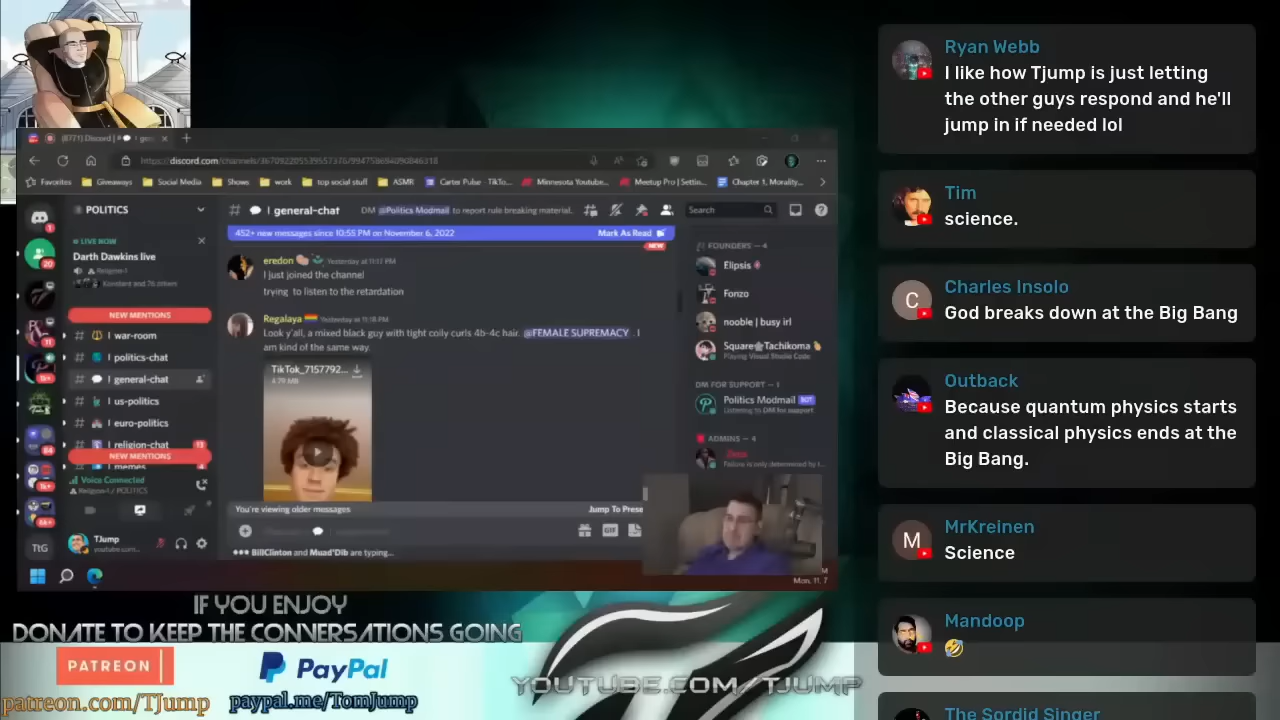 (8771) Discord | #
https://discord.com/channels/
Favorites
Giveaways
Social Media
Shows
work
top social stuff
ASMR
Carter Pulse - TikTo...
Minnesota Youtube...
Meetup Pro | Settin...
Chapter 1, Morality...
POLITICS
LIVE NOW
Darth Dawkins live
Konstant and 76 others
NEW MENTIONS
# | war-room
# | politics-chat
# | general-chat
# | us-politics
# | euro-politics
# | religion-chat 13
NEW MENTIONS
# | memes
Voice Connected
/ POLITICS
TJump
youtube.com...
TtG
# | general-chat
DM @Politics Modmail to report rule breaking material.
Search
452+ new messages since 10:55 PM on November 6, 2022
Mark As Read
NEW
eredon Yesterday at 11:17 PM
I just joined the channel
trying to listen to the retardation
Regalaya Yesterday at 11:18 PM
Look y'all, a mixed black guy with tight coily curls 4b-4c hair. @FEMALE SUPREMACY . I
am kind of the same way.
TikTok_7157792...
4.79 MB
You're viewing older messages
Jump To Prese
GIF
BillClinton and Muad'Dib are typing...
FOUNDERS — 4
Elipsis
Fonzo
nooble | busy irl
Square Tachikoma
Playing Visual Studio Code
DM FOR SUPPORT — 1
Politics Modmail BOT
Listening to DM for support
ADMINS — 4
Failure is only determined by t...
M
Mon, 11, 7
IF YOU ENJOY
DONATE TO KEEP THE CONVERSATIONS GOING
PATREON
patreon.com/TJump
PayPal
paypal.me/TomJump
YOUTUBE.COM/TJUMP
Ryan Webb
I like how Tjump is just letting
the other guys respond and he'll
jump in if needed lol
Tim
science.
C
Charles Insolo
God breaks down at the Big Bang
Outback
Because quantum physics starts
and classical physics ends at the
Big Bang.
M
MrKreinen
Science
Mandoop
🤣
The Sordid Singer